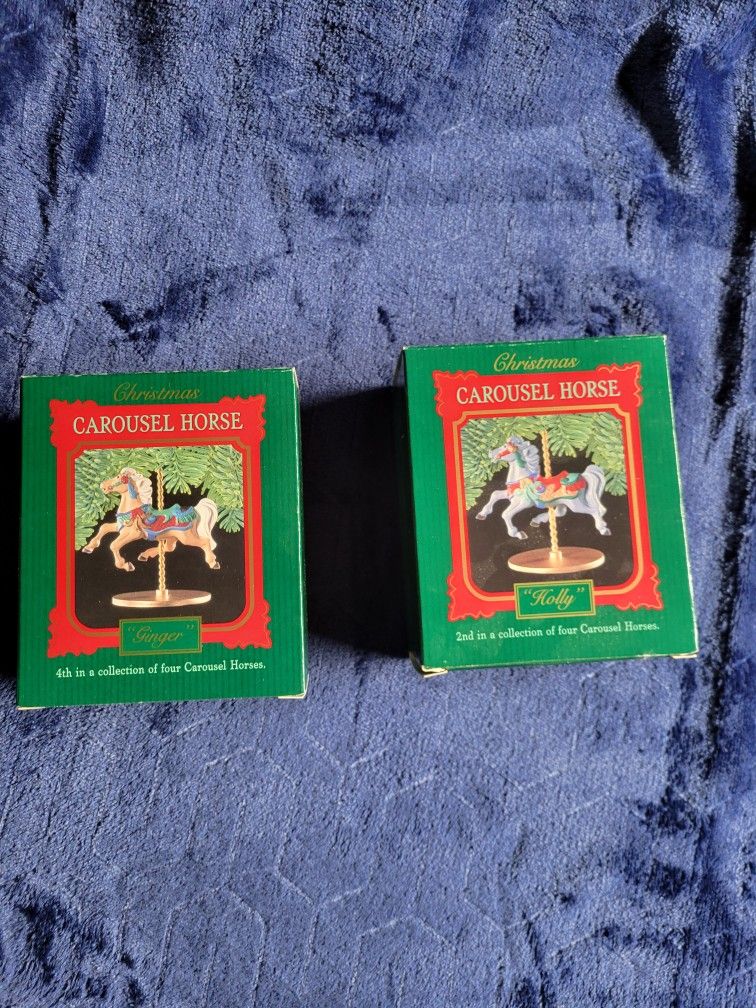 Christmas
CAROUSEL HORSE
"Ginger"
4th in a collection of four Carousel Horses.
Christmas
CAROUSEL HORSE
"Holly"
2nd in a collection of four Carousel Horses.